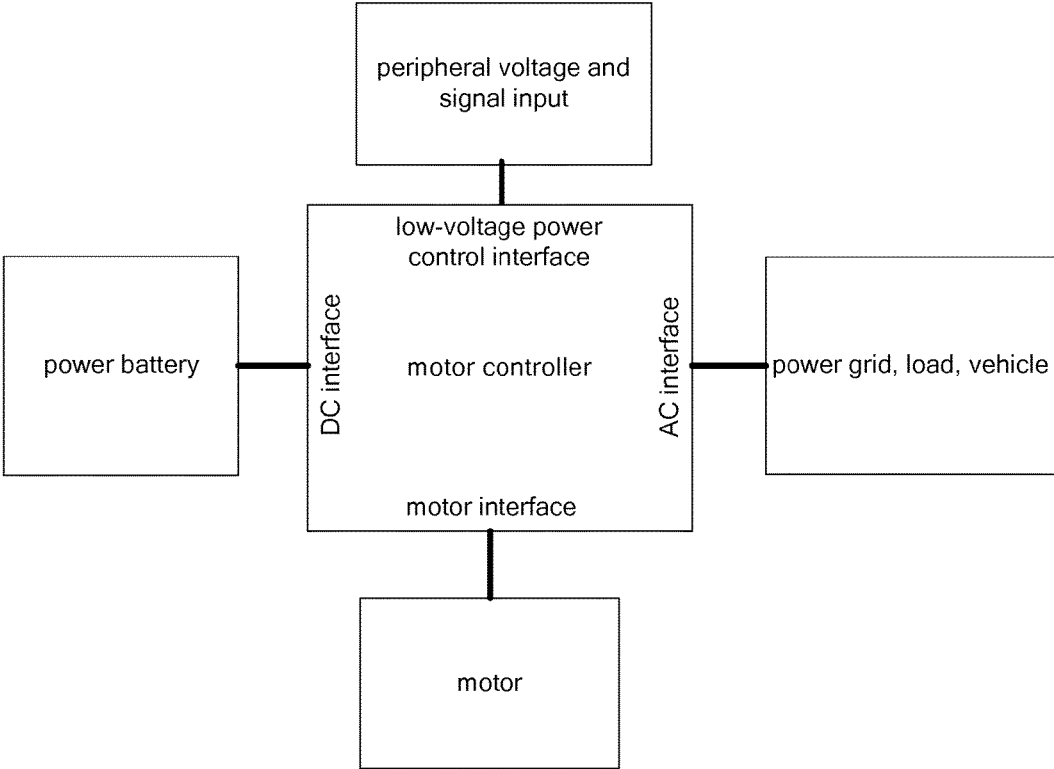 peripheral voltage and
signal input
low-voltage power
control interface
power battery
DC interface
motor controller
AC interface
power grid, load, vehicle
motor interface
motor